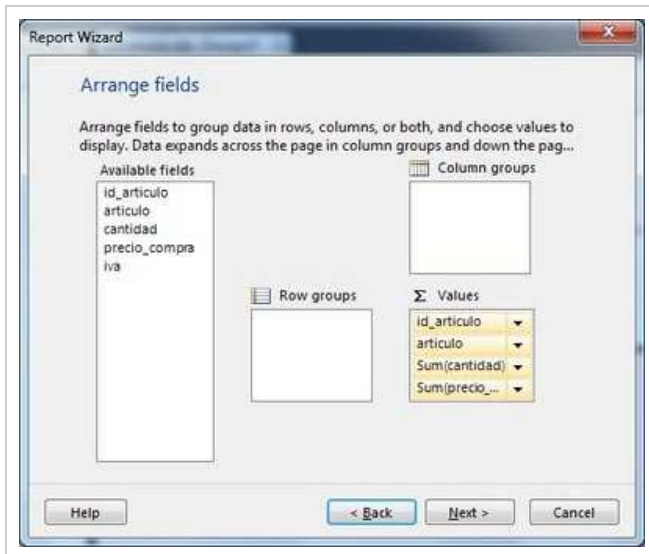 Report Wizard
Arrange fields
Arrange fields to group data in rows, columns, or both, and choose values to
display. Data expands across the page in column groups and down the pag...
Available fields
id_articulo
articulo
cantidad
precio_compra
iva
Column groups
Row groups
Σ Values
id_articulo
articulo
Sum(cantidad)
Sum(precio_...
Help
< Back
Next >
Cancel